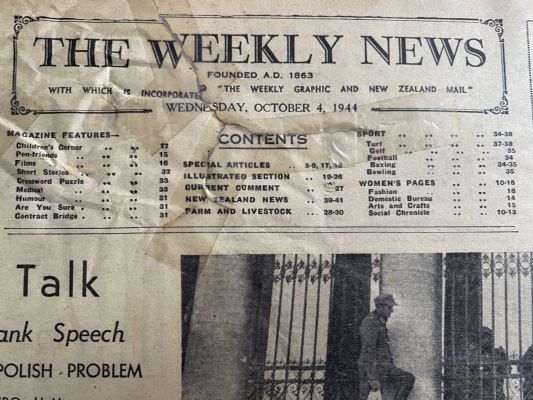 THE WEEKLY NEWS
FOUNDED A.D. 1863
WITH WHICH IS INCORPORATED "THE WEEKLY GRAPHIC AND NEW ZEALAND MAIL"
WEDNESDAY, OCTOBER 4, 1944
MAGAZINE FEATURES—
Children's Corner .. 17
Pen-friends .. .. 15
Films .. .. .. 16
Short Stories .. .. 32
Crossword Puzzle .. 33
Medical .. .. 33
Humour .. .. .. 31
Are You Sure .. .. 31
Contract Bridge .. .. 31
CONTENTS
SPECIAL ARTICLES
ILLUSTRATED SECTION .. 19-26
CURRENT COMMENT .. 27
NEW ZEALAND NEWS .. 39-41
FARM AND LIVESTOCK .. 28-30
SPORT .. .. .. 34-38
Turf .. .. .. 37-38
Golf .. .. .. 35
Football .. .. .. 34
Boxing .. .. .. 34-35
Bowling .. .. .. 35
WOMEN'S PAGES .. .. 10-16
Fashion .. .. .. 16
Domestic Bureau .. .. 14
Arts and Crafts .. .. 15
Social Chronicle .. .. 10-13
Talk
ank Speech
POLISH PROBLEM